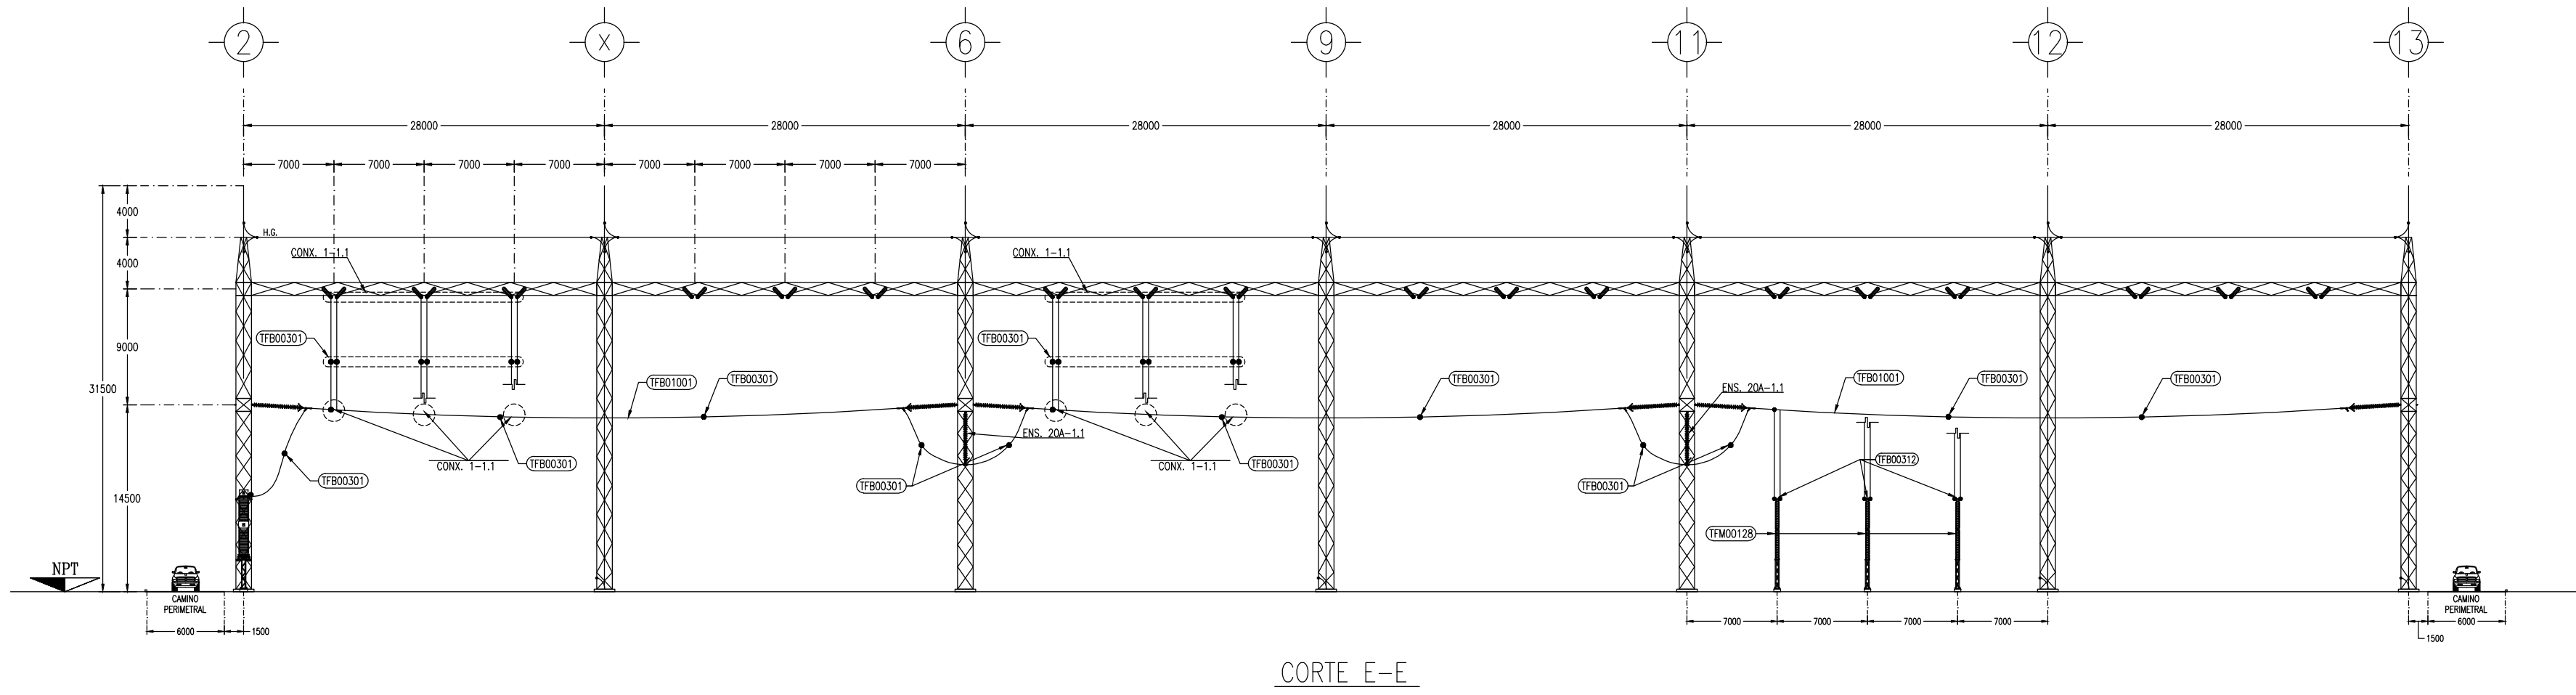 2
X
6
9
11
12
13
28000
28000
28000
28000
28000
28000
7000
7000
7000
7000
7000
7000
7000
7000
4000
4000
9000
31500
14500
H.G.
CONX. 1-1.1
CONX. 1-1.1
TFB00301
TFB00301
TFB01001
TFB00301
TFB00301
ENS. 20A-1.1
TFB01001
TFB00301
TFB00301
ENS. 20A-1.1
CONX. 1-1.1
TFB00301
CONX. 1-1.1
TFB00301
TFB00312
TFB00301
TFB00301
TFB00301
TFM00128
NPT
CAMINO
PERIMETRAL
6000
1500
7000
7000
7000
7000
CAMINO
PERIMETRAL
6000
1500
CORTE E-E